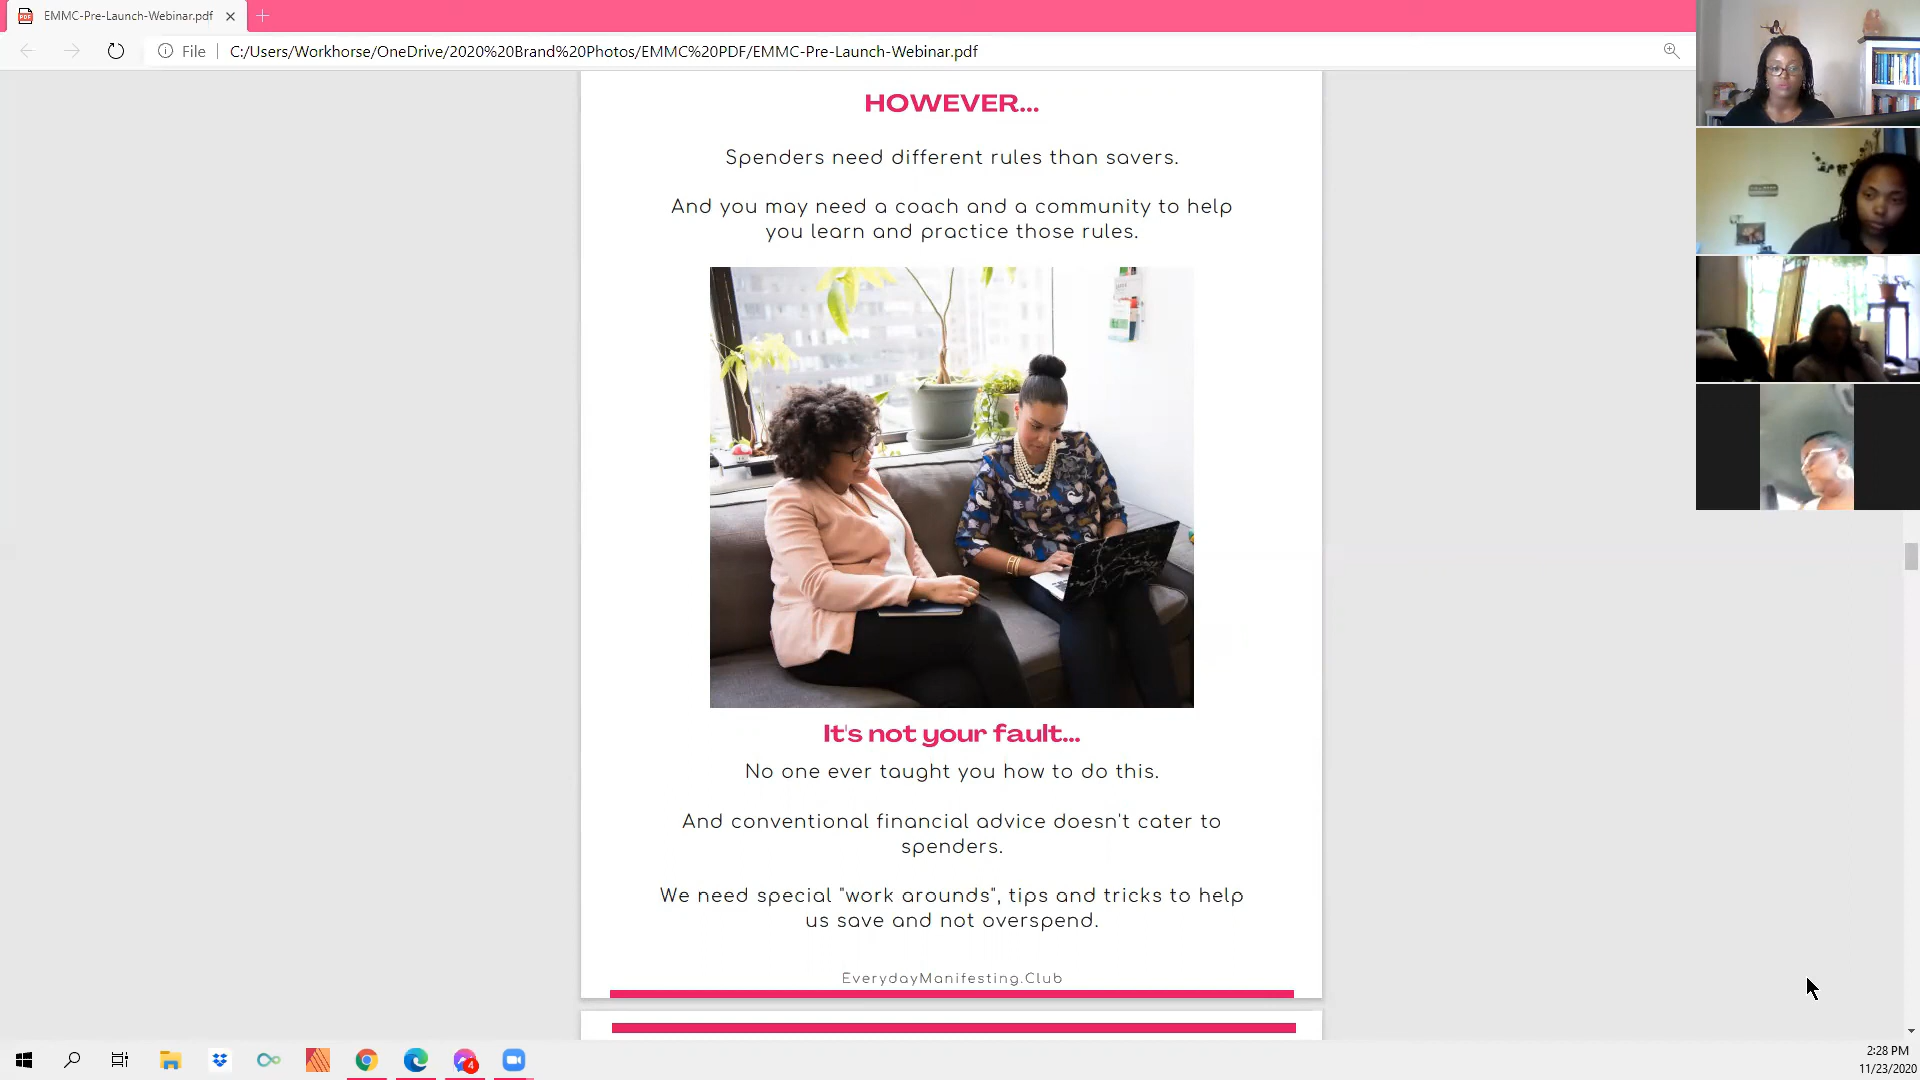 EMMC-Pre-Launch-Webinar.pdf
File
C:/Users/Workhorse/OneDrive/2020%20Brand%20Photos/EMMC%20PDF/EMMC-Pre-Launch-Webinar.pdf
HOWEVER...
Spenders need different rules than savers.
And you may need a coach and a community to help
you learn and practice those rules.
It's not your fault...
No one ever taught you how to do this.
And conventional financial advice doesn't cater to
spenders.
We need special "work arounds", tips and tricks to help
us save and not overspend.
EverydayManifesting.Club
4
2:28 PM
11/23/2020